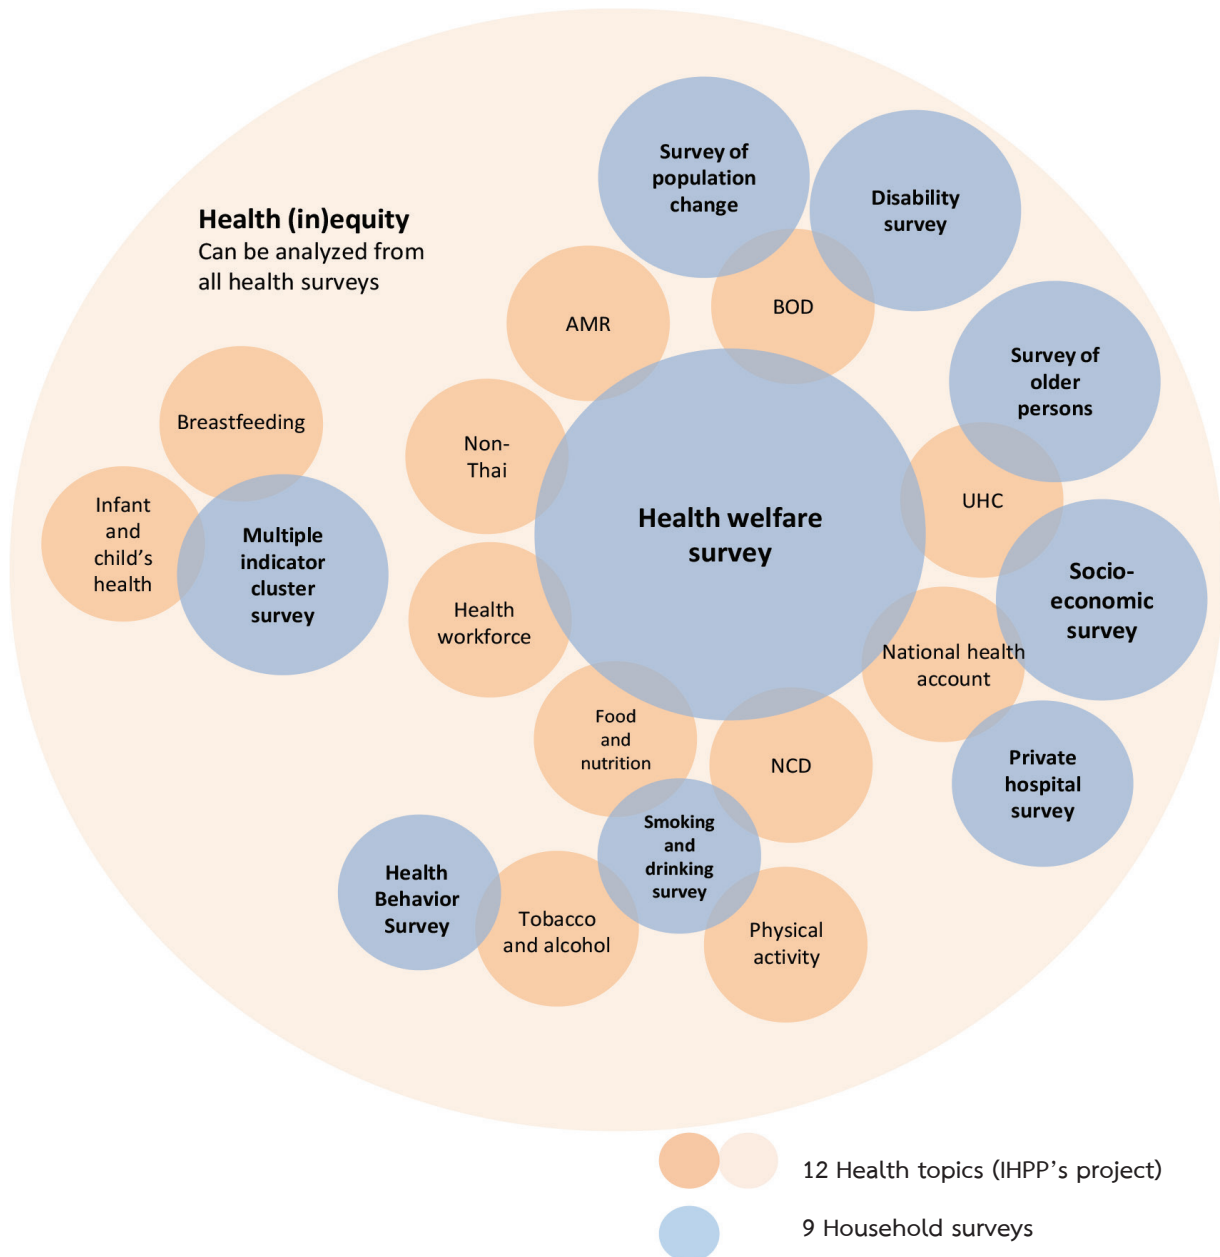 Health (in)equity
Can be analyzed from
all health surveys
Survey of
population
change
Disability
survey
AMR
BOD
Survey of
older
persons
Breastfeeding
Non-
Thai
Infant
and
child's
health
Multiple
indicator
cluster
survey
Health welfare
survey
UHC
Socio-
economic
survey
Health
workforce
National health
account
Food
and
nutrition
NCD
Private
hospital
survey
Smoking
and
drinking
survey
Health
Behavior
Survey
Tobacco
and alcohol
Physical
activity
12 Health topics (IHPP's project)
9 Household surveys